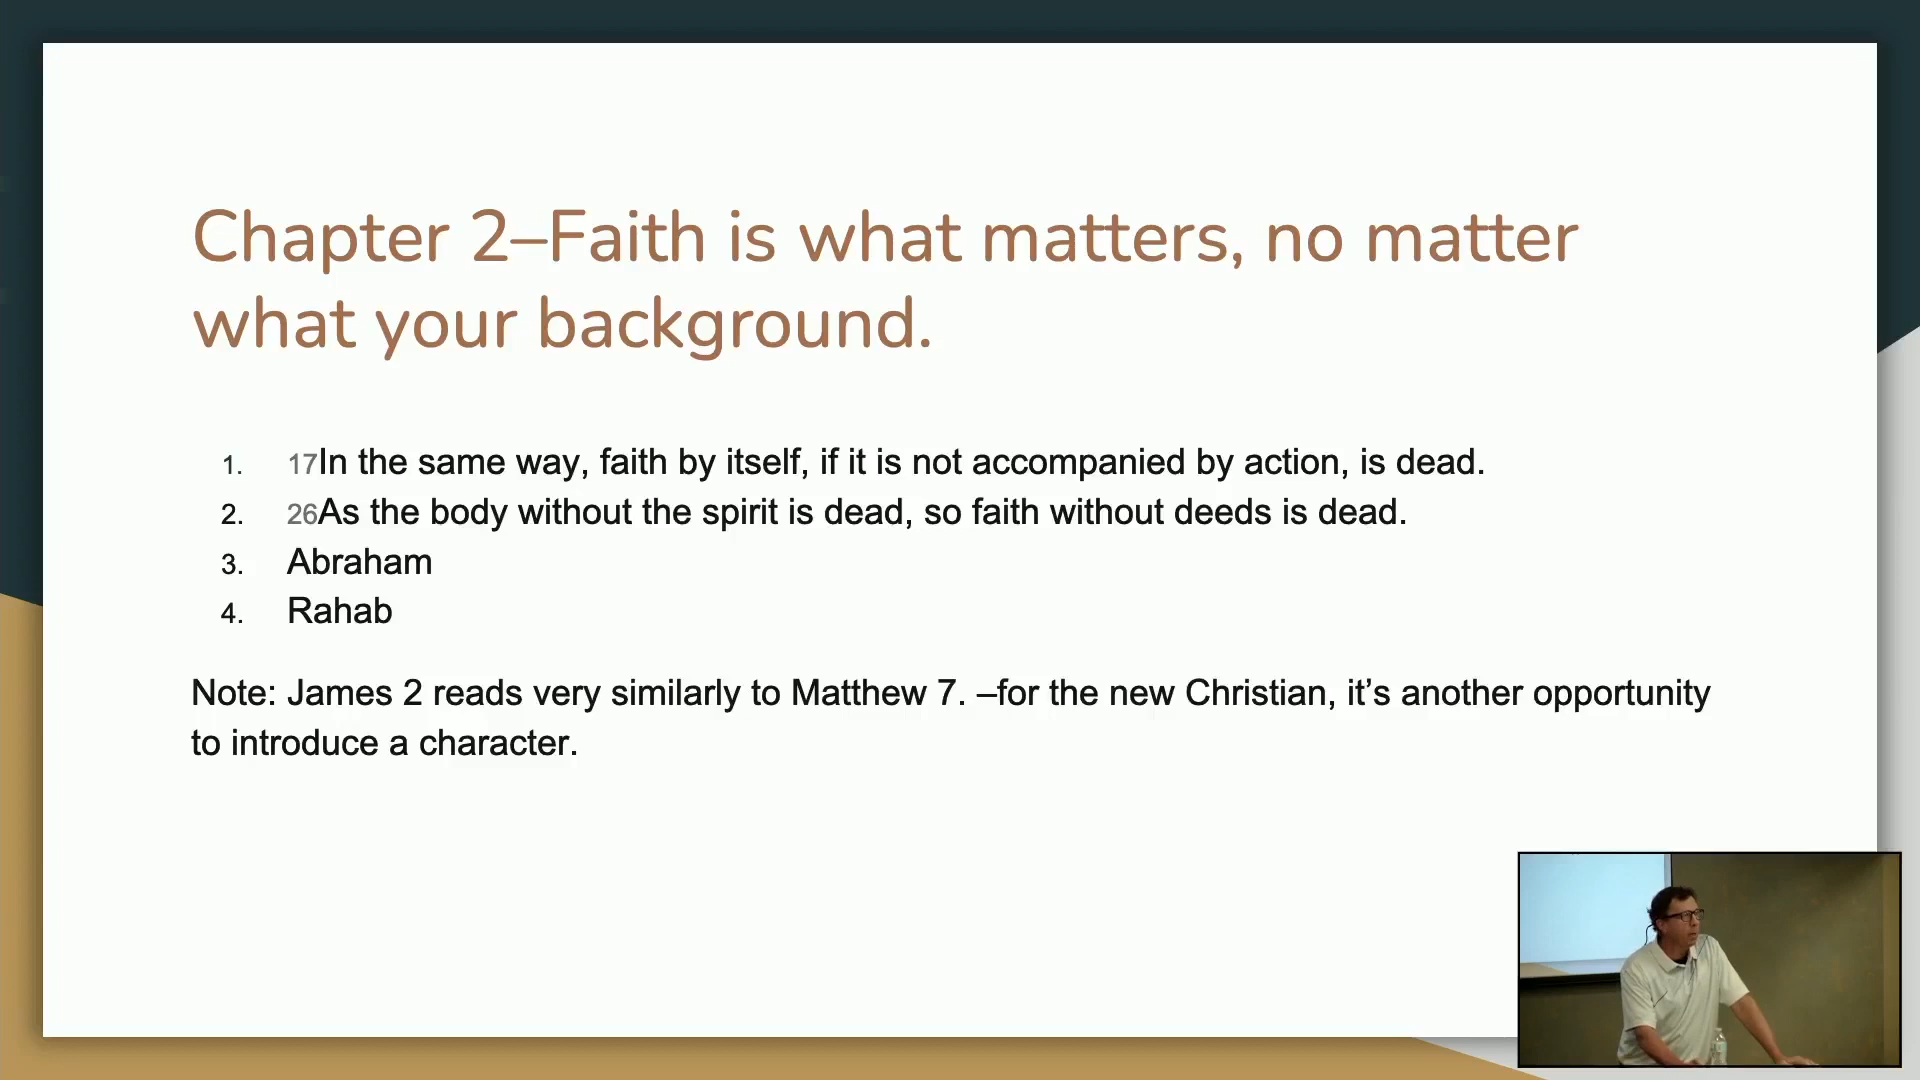 Chapter 2–Faith is what matters, no matter
what your background.
1. 17In the same way, faith by itself, if it is not accompanied by action, is dead.
2. 26As the body without the spirit is dead, so faith without deeds is dead.
3. Abraham
4. Rahab
Note: James 2 reads very similarly to Matthew 7. –for the new Christian, it’s another opportunity
to introduce a character.